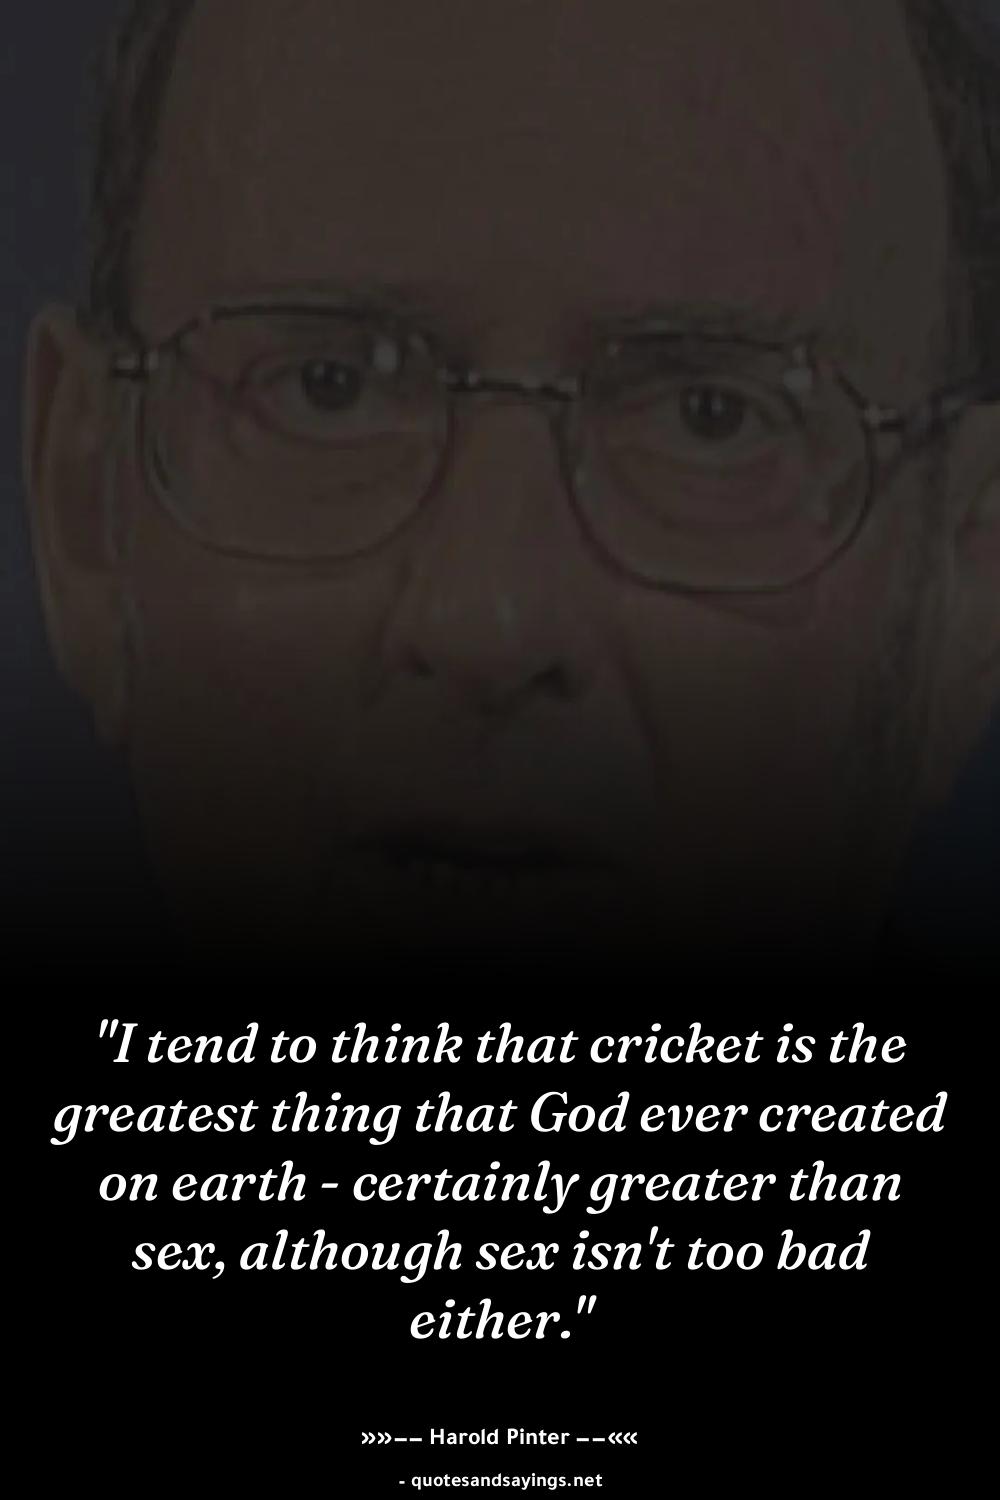 "I tend to think that cricket is the
greatest thing that God ever created
on earth - certainly greater than
sex, although sex isn't too bad
either."
»»−− Harold Pinter −−««
- quotesandsayings.net